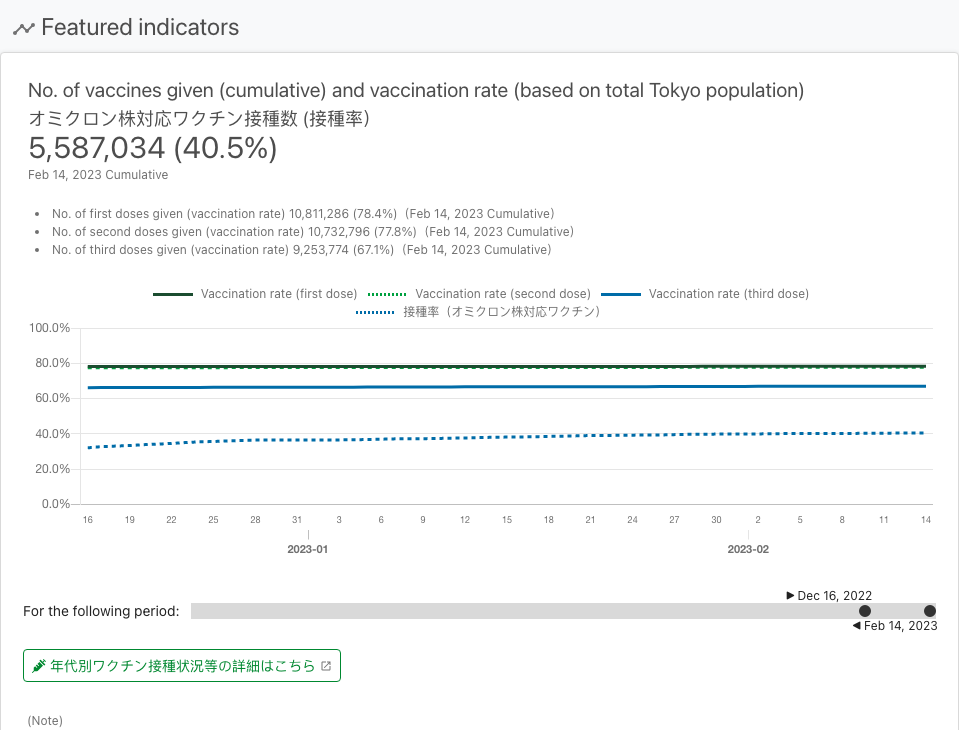 Featured indicators
No. of vaccines given (cumulative) and vaccination rate (based on total Tokyo population)
オミクロン株対応ワクチン接種数 (接種率)
5,587,034 (40.5%)
Feb 14, 2023 Cumulative
• No. of first doses given (vaccination rate) 10,811,286 (78.4%)（Feb 14, 2023 Cumulative）
• No. of second doses given (vaccination rate) 10,732,796 (77.8%)（Feb 14, 2023 Cumulative）
• No. of third doses given (vaccination rate) 9,253,774 (67.1%)（Feb 14, 2023 Cumulative）
Vaccination rate (first dose) Vaccination rate (second dose) Vaccination rate (third dose)
接種率（オミクロン株対応ワクチン）
100.0%
80.0%
60.0%
40.0%
20.0%
0.0%
16 19 22 25 28 31 3 6 9 12 15 18 21 24 27 30 2 5 8 11 14
2023-01 2023-02
▶ Dec 16, 2022
For the following period:
◀ Feb 14, 2023
年代別ワクチン接種状況等の詳細はこちら
(Note)